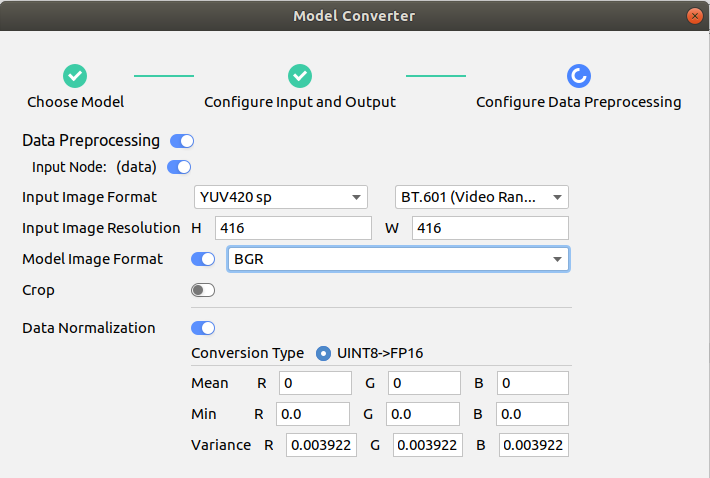 Model Converter
Choose Model Configure Input and Output Configure Data Preprocessing
Data Preprocessing
Input Node: (data)
Input Image Format YUV420 sp BT.601 (Video Ran...
Input Image Resolution H 416 W 416
Model Image Format BGR
Crop
Data Normalization
Conversion Type UINT8->FP16
Mean R 0 G 0 B 0
Min R 0.0 G 0.0 B 0.0
Variance R 0.003922 G 0.003922 B 0.003922